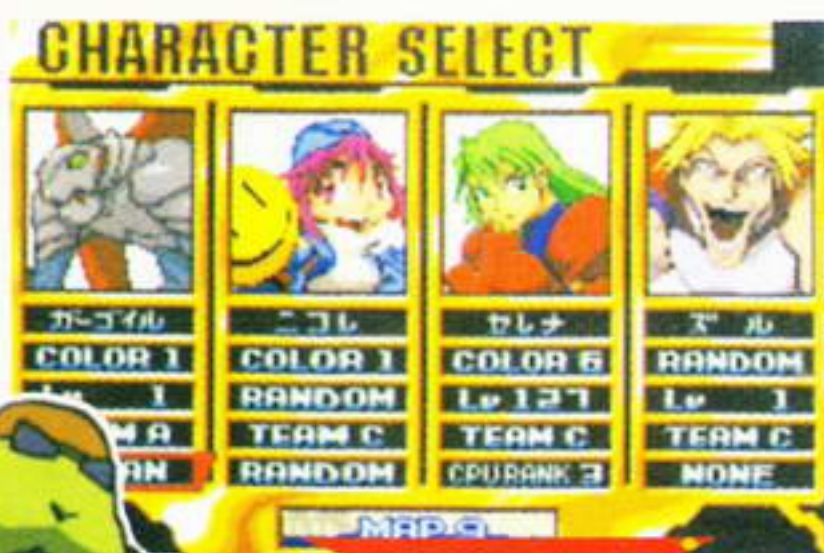 CHARACTER SELECT
ガーゴイル ニコル セレナ ズール
COLOR 1 COLOR 1 COLOR 6 RANDOM
Lv 1 RANDOM Lv 127 Lv 1
M A TEAM C TEAM C TEAM C
AN RANDOM CPU RANK 3 NONE
MAP 9